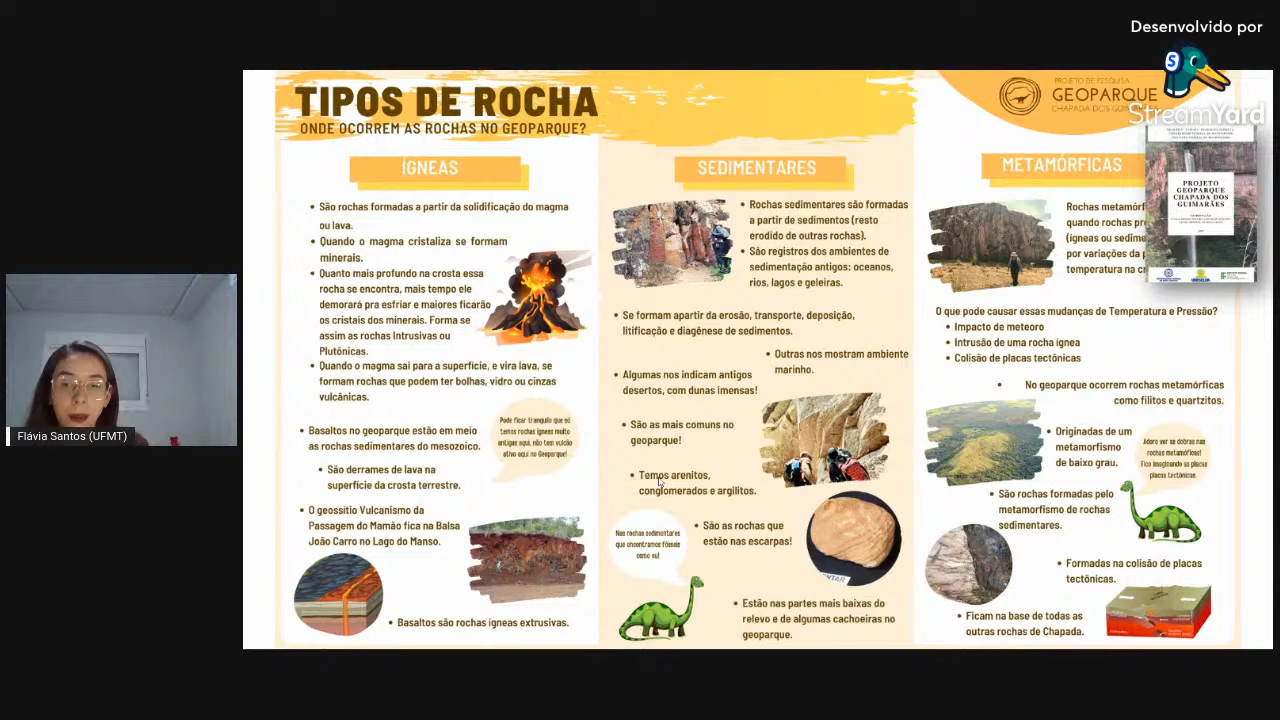 Desenvolvido por
S
StreamYard
TIPOS DE ROCHA
ONDE OCORREM AS ROCHAS NO GEOPARQUE?
PROJETO DE PESQUISA
GEOPARQUE
CHAPADA DOS
ÍGNEAS
• São rochas formadas a partir da solidificação do magma
ou lava.
• Quando o magma cristaliza se formam
minerais.
• Quanto mais profundo na crosta essa
rocha se encontra, mais tempo ele
demorará pra esfriar e maiores ficarão
os cristais dos minerais. Forma se
assim as rochas Intrusivas ou
Plutônicas.
• Quando o magma sai para a superfície, e vira lava, se
formam rochas que podem ter bolhas, vidro ou cinzas
vulcânicas.
• Basaltos no geoparque estão em meio
as rochas sedimentares do mesozoico.
Pode ficar tranquilo que só
temos rochas ígneas muito
antigas aqui, não tem vulcão
ativo aqui no Geoparque!
• São derrames de lava na
superfície da crosta terrestre.
• O geossítio Vulcanismo da
Passagem do Mamão fica na Balsa
João Carro no Lago do Manso.
• Basaltos são rochas ígneas extrusivas.
SEDIMENTARES
• Rochas sedimentares são formadas
a partir de sedimentos (resto
erodido de outras rochas).
• São registros dos ambientes de
sedimentação antigos: oceanos,
rios, lagos e geleiras.
• Se formam apartir da erosão, transporte, deposição,
litificação e diagênese de sedimentos.
• Outras nos mostram ambiente
marinho.
• Algumas nos indicam antigos
desertos, com dunas imensas!
• São as mais comuns no
geoparque!
• Temos arenitos,
conglomerados e argilitos.
Nas rochas sedimentares
que encontramos fósseis
como eu!
• São as rochas que
estão nas escarpas!
NTAR
• Estão nas partes mais baixas do
relevo e de algumas cachoeiras no
geoparque.
METAMÓRFICAS
Rochas metamórf
quando rochas pr
(ígneas ou sedime
por variações da p
temperatura na cr
PROJETO
GEOPARQUE
CHAPADA DOS
GUIMARÃES
O que pode causar essas mudanças de Temperatura e Pressão?
• Impacto de meteoro
• Intrusão de uma rocha ígnea
• Colisão de placas tectônicas
• No geoparque ocorrem rochas metamórficas
como filitos e quartzitos.
• Originadas de um
metamorfismo
de baixo grau.
Adoro ver as dobras nas
rochas metamórficas!
Fico imaginando as placas
placas tectônicas
• São rochas formadas pelo
metamorfismo de rochas
sedimentares.
• Formadas na colisão de placas
tectônicas.
• Ficam na base de todas as
outras rochas de Chapada.
Flávia Santos (UFMT)